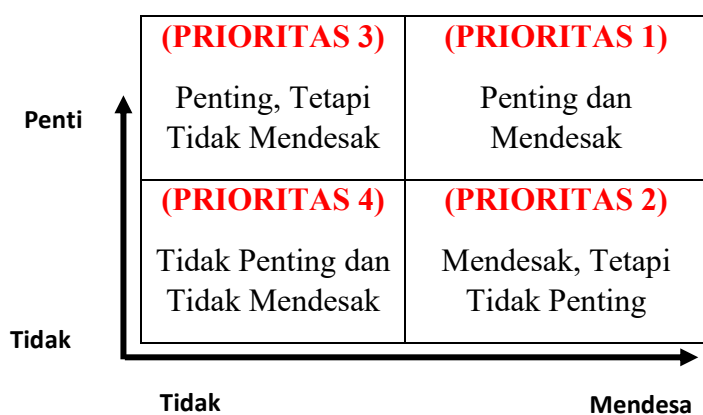 (PRIORITAS 3)
Penting, Tetapi
Tidak Mendesak
(PRIORITAS 1)
Penting dan
Mendesak
Penti
(PRIORITAS 4)
Tidak Penting dan
Tidak Mendesak
(PRIORITAS 2)
Mendesak, Tetapi
Tidak Penting
Tidak
Tidak
Mendesa